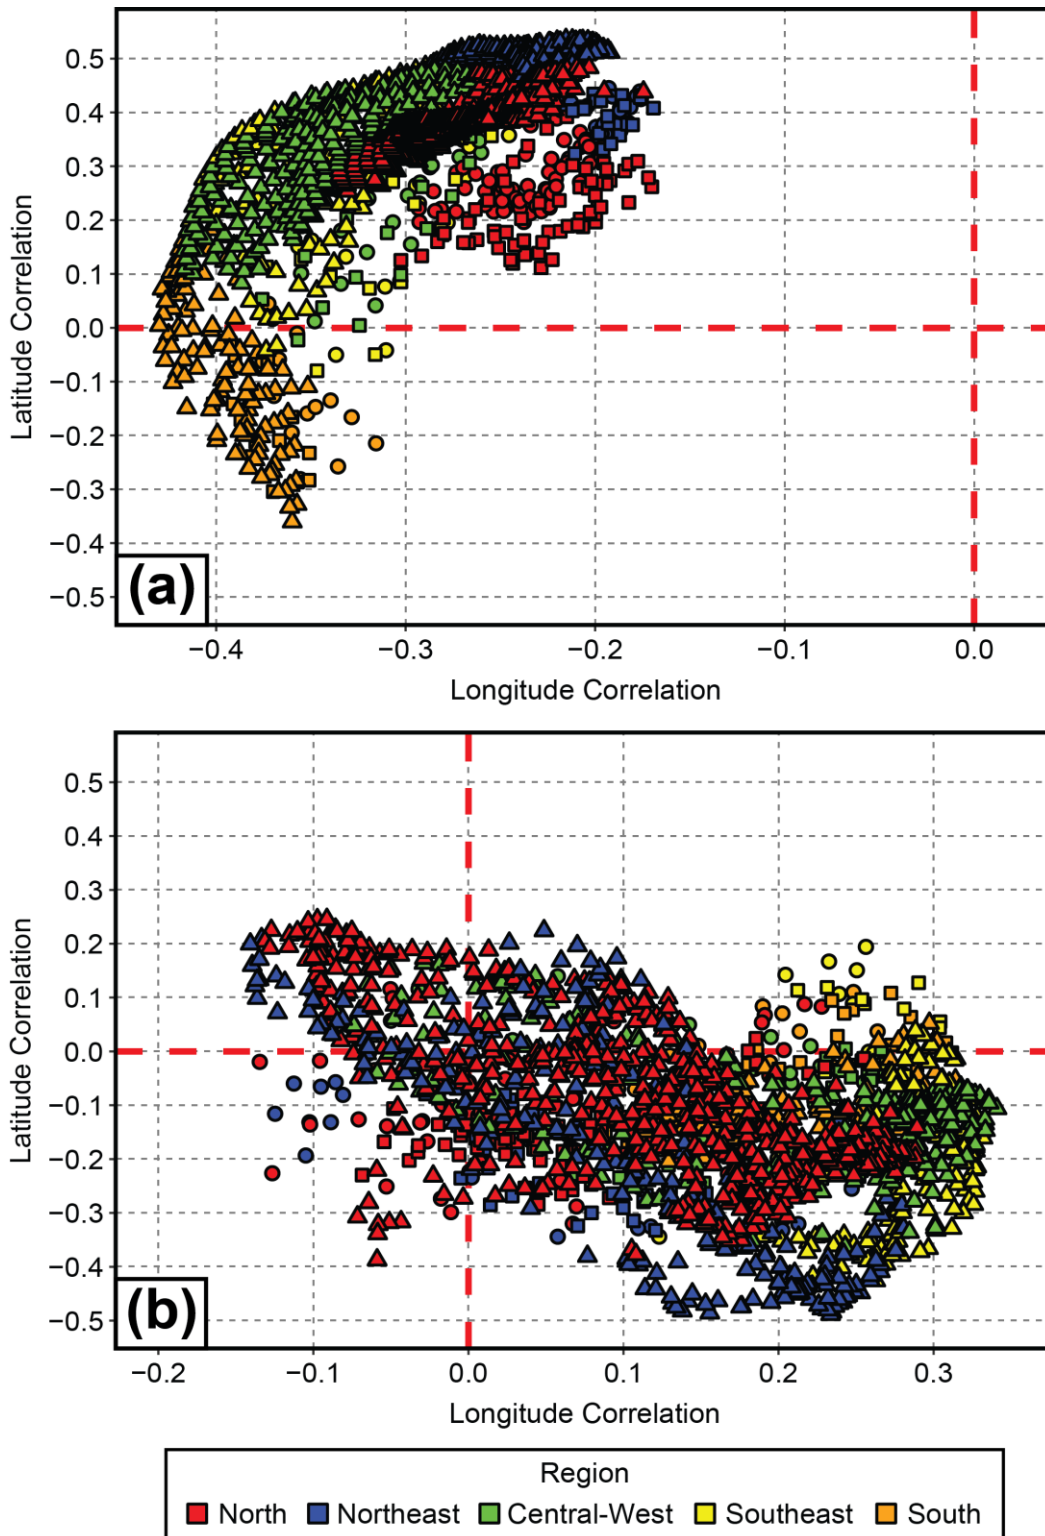 0.5
0.4
0.3
0.2
0.1
0.0
−0.1
−0.2
−0.3
−0.4
−0.5
Latitude Correlation
(a)
−0.4 −0.3 −0.2 −0.1 0.0
Longitude Correlation
0.5
0.4
0.3
0.2
0.1
0.0
−0.1
−0.2
−0.3
−0.4
−0.5
Latitude Correlation
(b)
−0.2 −0.1 0.0 0.1 0.2 0.3
Longitude Correlation
Region
North Northeast Central-West Southeast South